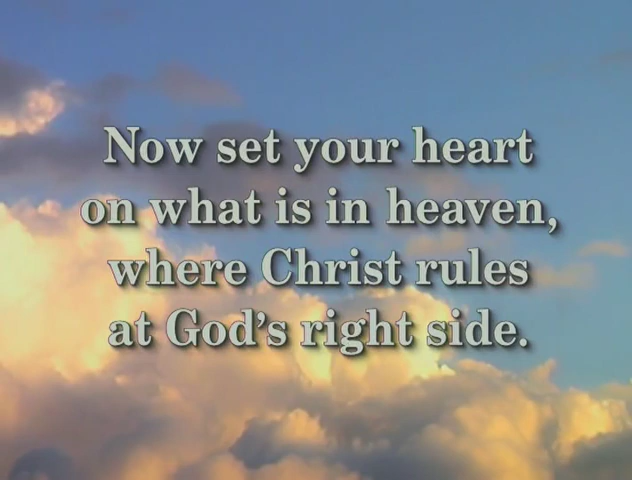 Now set your heart
on what is in heaven,
where Christ rules
at God's right side.